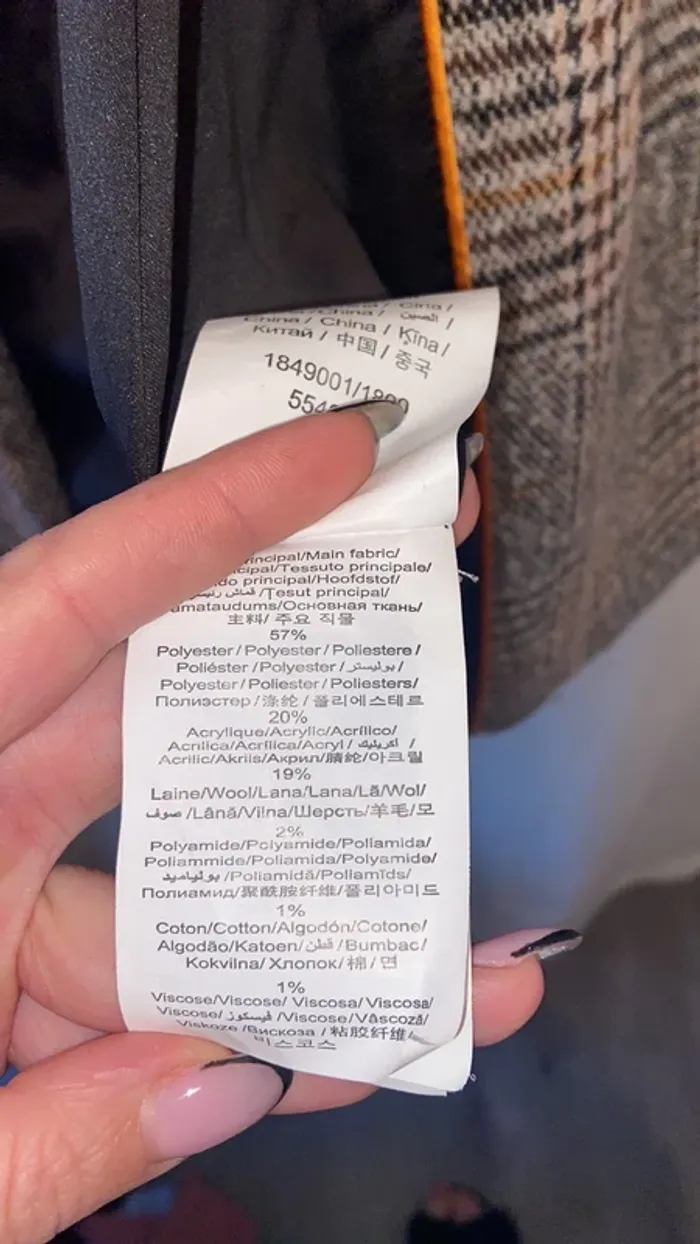 China / China / Ķīna/
Китай / 中国 / 중국
1849001/18
554
Main fabric/
Tessuto principale/
principal/Hoofdstof/
/Tesut principal/
/Основная ткань/
主料/ 주요 직물
57%
Polyester / Polyester / Poliestere /
Poliéster / Polyester / بوليستر /
Polyester / Poliester / Poliesters/
Полиэстер / 涤纶 / 폴리에스테르
20%
Acrylique/Acrylic/Acrílico/
Acrilica/Acrílica/Acryl / أكريليك /
Acrilic/Akrils/Акрил/腈纶/아크릴
19%
Laine/Wool/Lana/Lana/Lã/Wol/
صوف /Lână/Vilna/Шерсть/羊毛/모
2%
Polyamide/Polyamide/Poliamida/
Poliammide/Poliamida/Polyamide/
بولياميد /Poliamidă/Poliamīds/
Полиамид/聚酰胺纤维/폴리아미드
1%
Coton/Cotton/Algodón/Cotone/
Algodão/Katoen/ قطن /Bumbac/
Kokvilna/ Хлопок/ 棉 / 면
1%
Viscose/Viscose/ Viscosa/ Viscosa/
Viscose/ فيسكوز /Viscose/Vâscoză/
Viskoze /Вискоза / 粘胶纤维/
비스코스